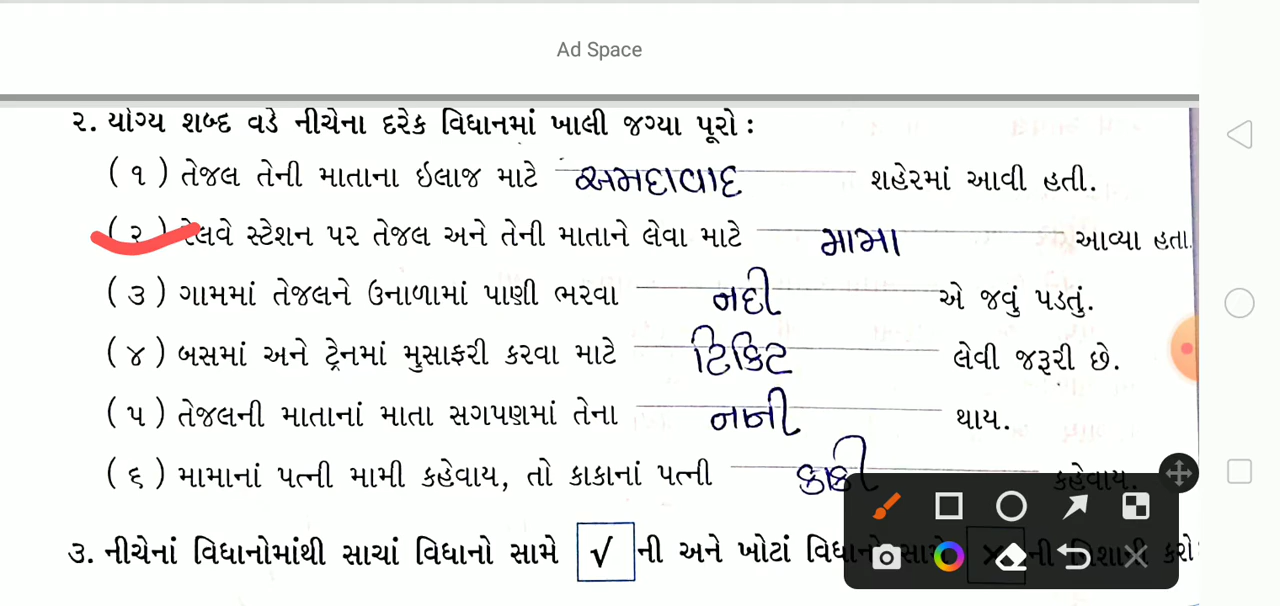 Ad Space
૨. યોગ્ય શબ્દ વડે નીચેના દરેક વિધાનમાં ખાલી જગ્યા પૂરો :
(૧) તેજલ તેની માતાના ઇલાજ માટે અમદાવાદ શહેરમાં આવી હતી.
(૨) રેલવે સ્ટેશન પર તેજલ અને તેની માતાને લેવા માટે મામા આવ્યા હતા.
(૩) ગામમાં તેજલને ઉનાળામાં પાણી ભરવા નદી એ જવું પડતું.
(૪) બસમાં અને ટ્રેનમાં મુસાફરી કરવા માટે ટિકિટ લેવી જરૂરી છે.
(૫) તેજલની માતાનાં માતા સગપણમાં તેના નાની થાય.
(૬) મામાનાં પત્ની મામી કહેવાય, તો કાકાનાં પત્ની કાકી કહેવાય.
૩. નીચેનાં વિધાનોમાંથી સાચાં વિધાનો સામે √ ની અને ખોટાં વિધાનો સામે × ની નિશાની કરો :